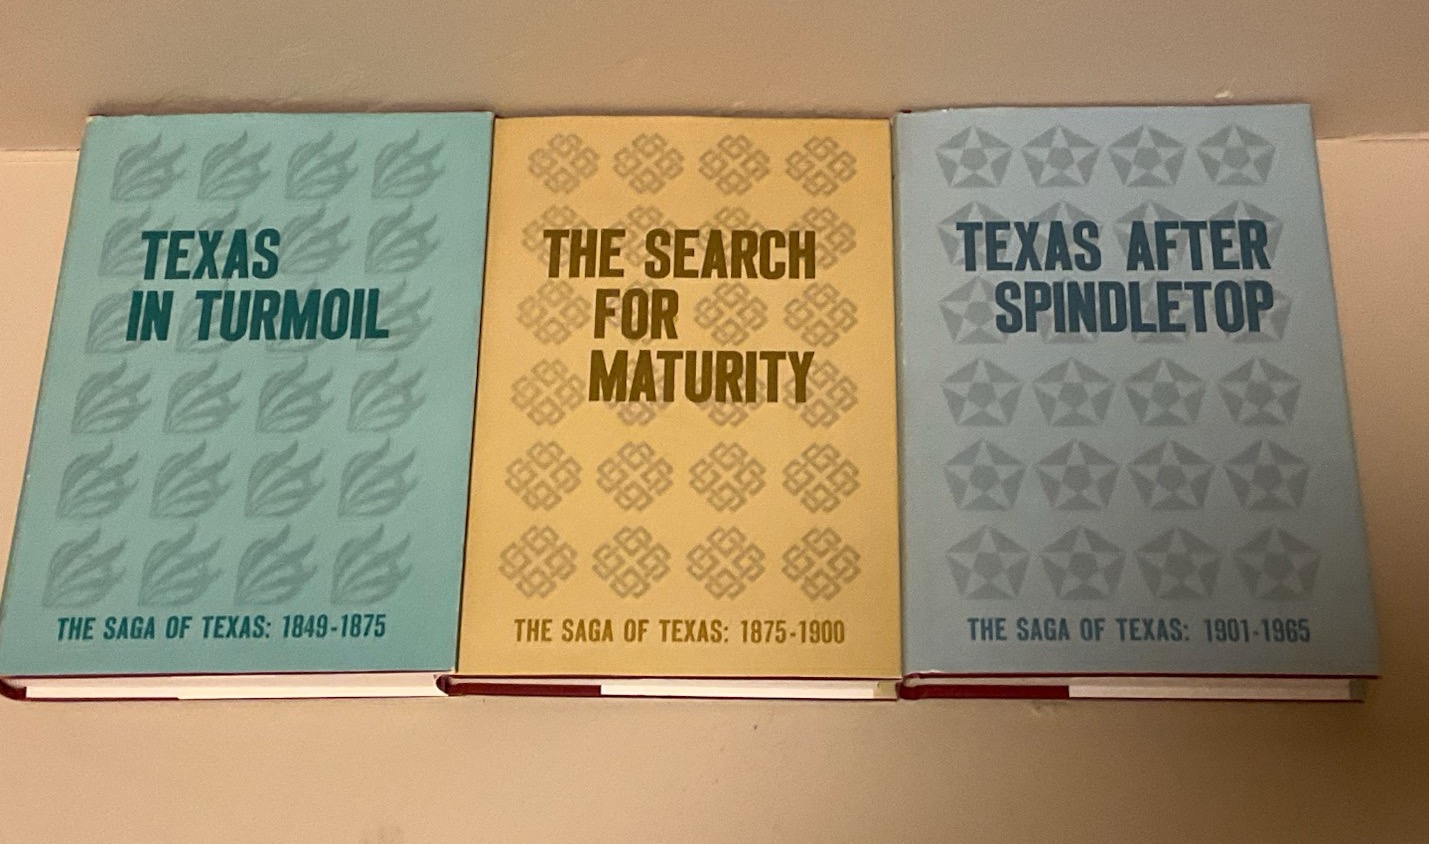 TEXAS
IN TURMOIL
THE SAGA OF TEXAS: 1849-1875
THE SEARCH
FOR
MATURITY
THE SAGA OF TEXAS: 1875-1900
TEXAS AFTER
SPINDLETOP
THE SAGA OF TEXAS: 1901-1965